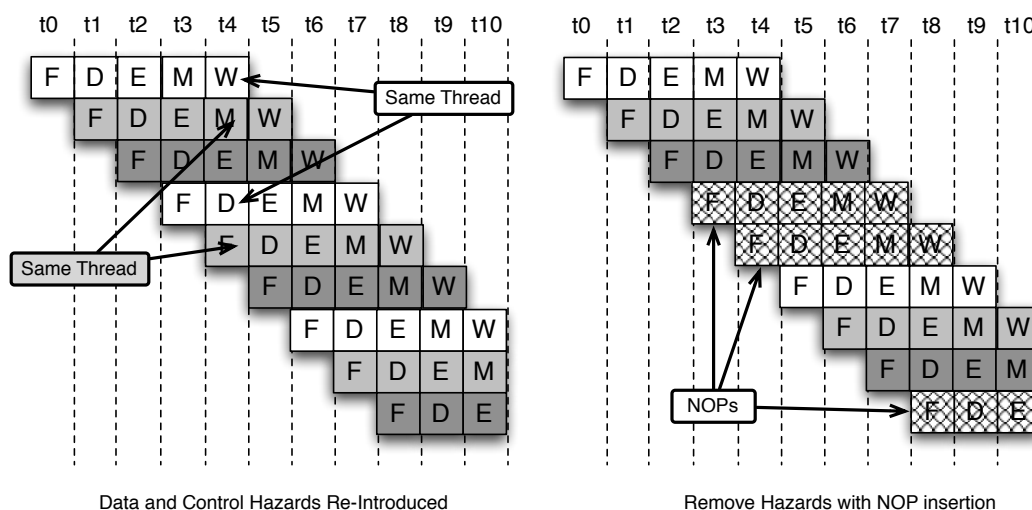 t0 t1 t2 t3 t4 t5 t6 t7 t8 t9 t10
F D E M W
F D E M W
F D E M W
F D E M W
F D E M W
F D E M W
F D E M W
F D E M
F D E
Same Thread
Same Thread
Data and Control Hazards Re-Introduced
t0 t1 t2 t3 t4 t5 t6 t7 t8 t9 t10
F D E M W
F D E M W
F D E M W
F D E M W
F D E M W
F D E M W
F D E M W
F D E M
F D E
NOPs
Remove Hazards with NOP insertion